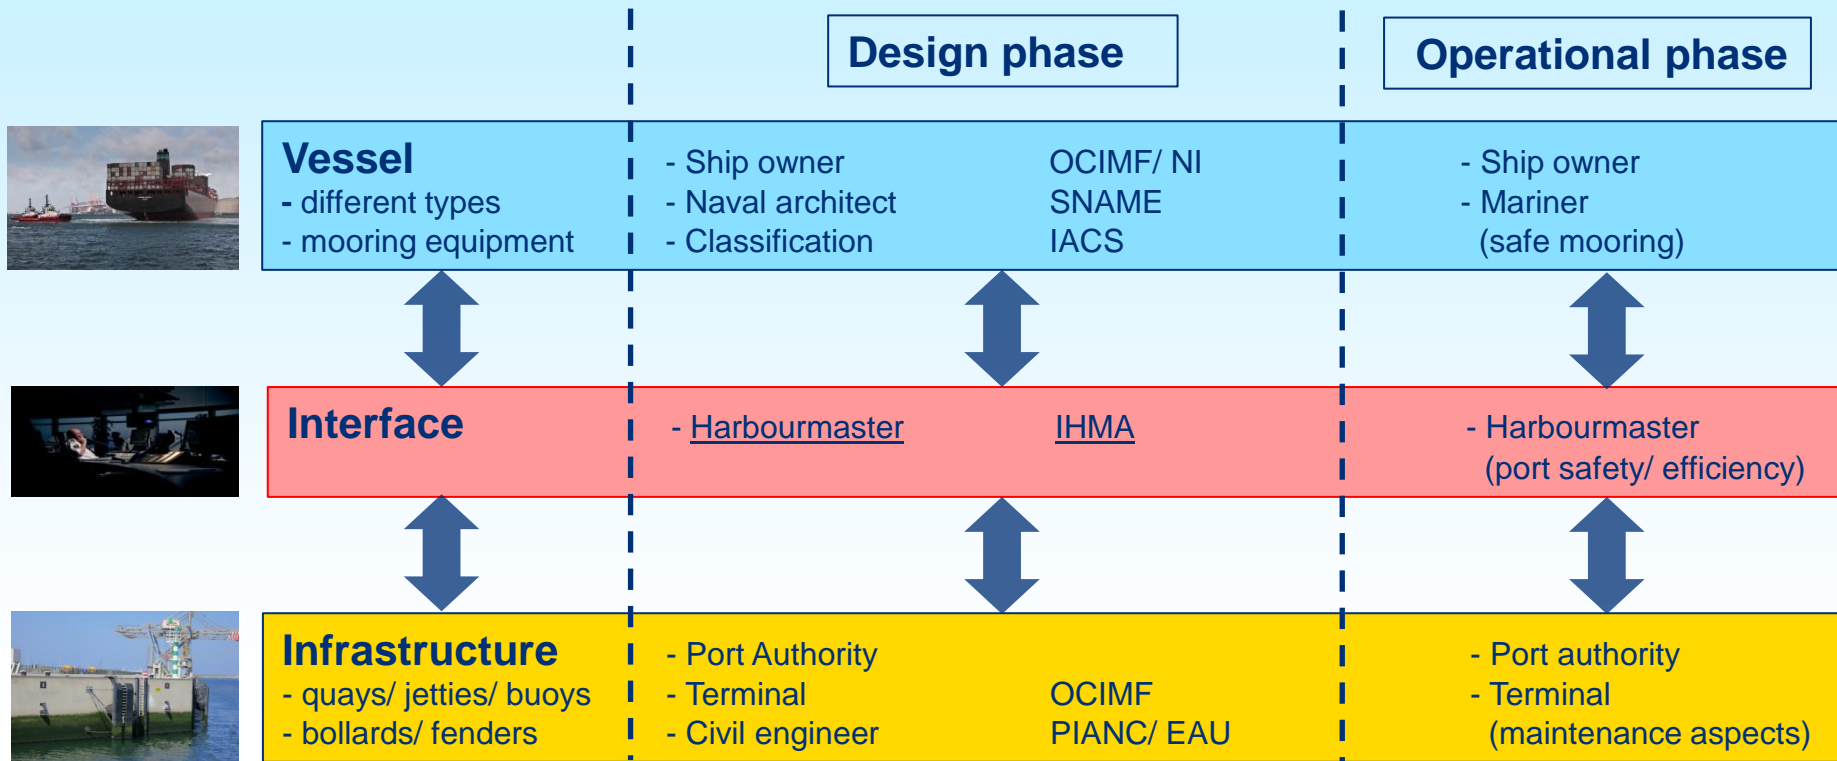 Design phase
Operational phase
Vessel
- different types
- mooring equipment
- Ship owner OCIMF/ NI
- Naval architect SNAME
- Classification IACS
- Ship owner
- Mariner
(safe mooring)
Interface
- Harbourmaster IHMA
- Harbourmaster
(port safety/ efficiency)
Infrastructure
- quays/ jetties/ buoys
- bollards/ fenders
- Port Authority
- Terminal OCIMF
- Civil engineer PIANC/ EAU
- Port authority
- Terminal
(maintenance aspects)